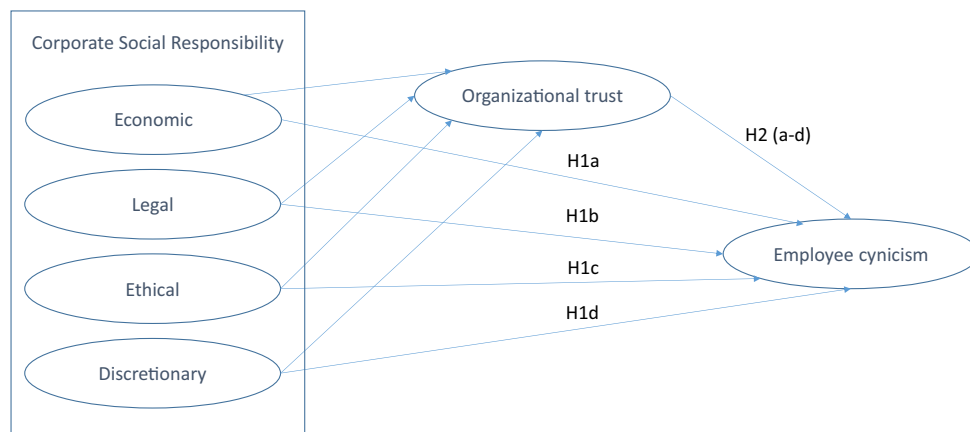 Corporate Social Responsibility
Economic
Legal
Ethical
Discretionary
Organizational trust
H2 (a-d)
H1a
H1b
H1c
H1d
Employee cynicism